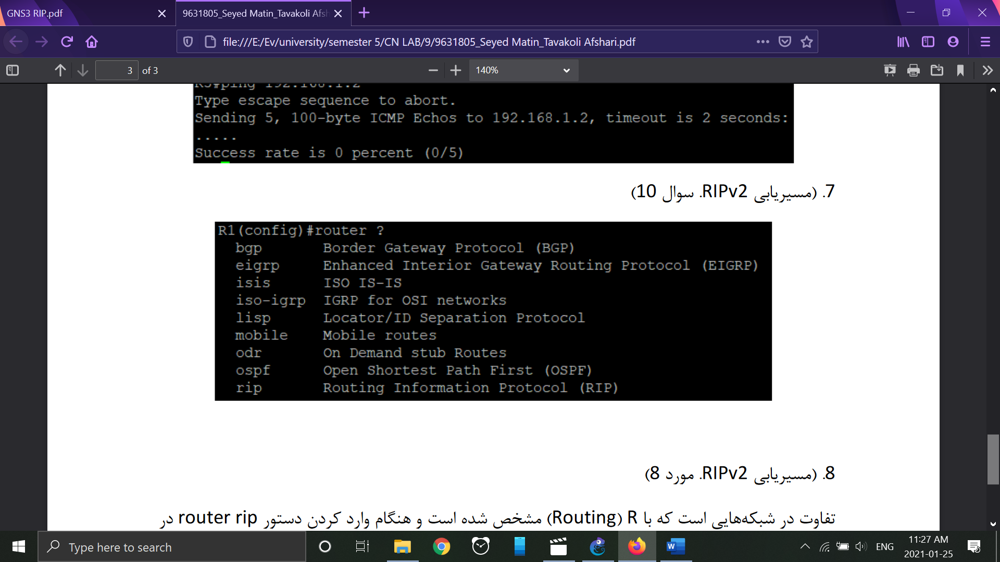 GNS3 RIP.pdf
9631805_Seyed Matin_Tavakoli Afsh
file:///E:/Ev/university/semester 5/CN LAB/9/9631805_Seyed Matin_Tavakoli Afshari.pdf
3 of 3
140%
R3#ping 192.168.1.2
Type escape sequence to abort.
Sending 5, 100-byte ICMP Echos to 192.168.1.2, timeout is 2 seconds:
.....
Success rate is 0 percent (0/5)
7. (مسیریابی RIPv2. سوال 10)
R1(config)#router ?
bgp Border Gateway Protocol (BGP)
eigrp Enhanced Interior Gateway Routing Protocol (EIGRP)
isis ISO IS-IS
iso-igrp IGRP for OSI networks
lisp Locator/ID Separation Protocol
mobile Mobile routes
odr On Demand stub Routes
ospf Open Shortest Path First (OSPF)
rip Routing Information Protocol (RIP)
8. (مسیریابی RIPv2. مورد 8)
تفاوت در شبکه‌هایی است که با R (Routing) مشخص شده است و هنگام وارد کردن دستور router rip در
Type here to search
W
ENG
11:27 AM
2021-01-25